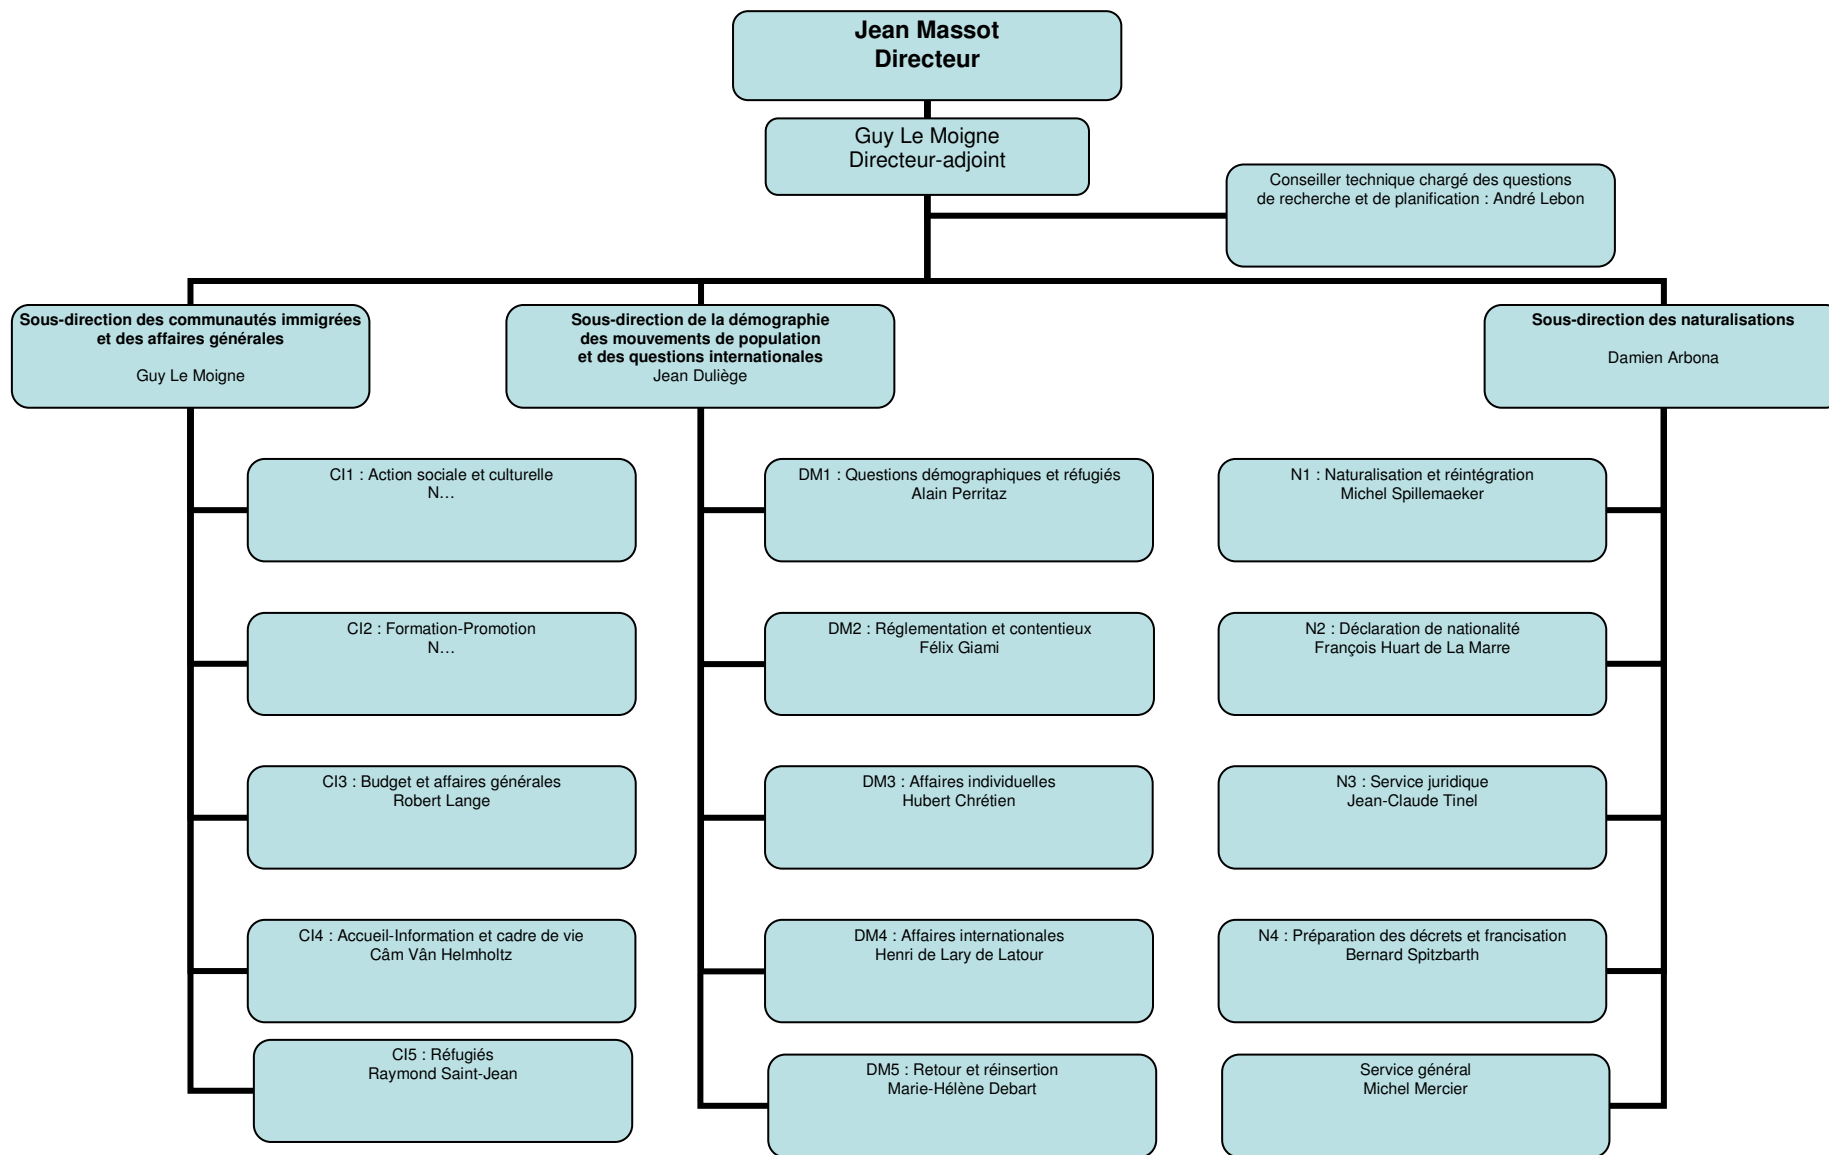 Jean Massot
Directeur
Guy Le Moigne
Directeur-adjoint
Conseiller technique chargé des questions
de recherche et de planification : André Lebon
Sous-direction des communautés immigrées
et des affaires générales
Guy Le Moigne
Sous-direction de la démographie
des mouvements de population
et des questions internationales
Jean Duliège
Sous-direction des naturalisations
Damien Arbona
CI1 : Action sociale et culturelle
N…
DM1 : Questions démographiques et réfugiés
Alain Perritaz
N1 : Naturalisation et réintégration
Michel Spillemaeker
CI2 : Formation-Promotion
N…
DM2 : Réglementation et contentieux
Félix Giami
N2 : Déclaration de nationalité
François Huart de La Marre
CI3 : Budget et affaires générales
Robert Lange
DM3 : Affaires individuelles
Hubert Chrétien
N3 : Service juridique
Jean-Claude Tinel
CI4 : Accueil-Information et cadre de vie
Câm Vân Helmholtz
DM4 : Affaires internationales
Henri de Lary de Latour
N4 : Préparation des décrets et francisation
Bernard Spitzbarth
CI5 : Réfugiés
Raymond Saint-Jean
DM5 : Retour et réinsertion
Marie-Hélène Debart
Service général
Michel Mercier